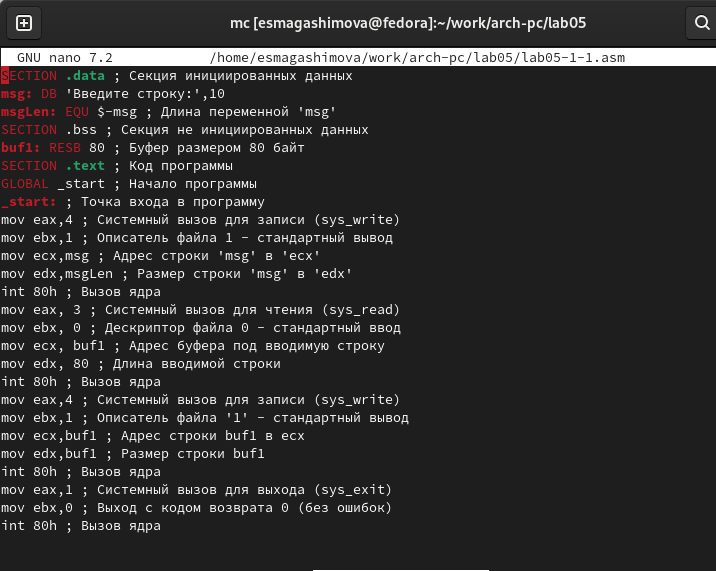 mc [esmagashimova@fedora]:~/work/arch-pc/lab05
GNU nano 7.2 /home/esmagashimova/work/arch-pc/lab05/lab05-1-1.asm
SECTION .data ; Секция инициированных данных
msg: DB 'Введите строку:',10
msgLen: EQU $-msg ; Длина переменной 'msg'
SECTION .bss ; Секция не инициированных данных
buf1: RESB 80 ; Буфер размером 80 байт
SECTION .text ; Код программы
GLOBAL _start ; Начало программы
_start: ; Точка входа в программу
mov eax,4 ; Системный вызов для записи (sys_write)
mov ebx,1 ; Описатель файла 1 - стандартный вывод
mov ecx,msg ; Адрес строки 'msg' в 'ecx'
mov edx,msgLen ; Размер строки 'msg' в 'edx'
int 80h ; Вызов ядра
mov eax, 3 ; Системный вызов для чтения (sys_read)
mov ebx, 0 ; Дескриптор файла 0 - стандартный ввод
mov ecx, buf1 ; Адрес буфера под вводимую строку
mov edx, 80 ; Длина вводимой строки
int 80h ; Вызов ядра
mov eax,4 ; Системный вызов для записи (sys_write)
mov ebx,1 ; Описатель файла '1' - стандартный вывод
mov ecx,buf1 ; Адрес строки buf1 в ecx
mov edx,buf1 ; Размер строки buf1
int 80h ; Вызов ядра
mov eax,1 ; Системный вызов для выхода (sys_exit)
mov ebx,0 ; Выход с кодом возврата 0 (без ошибок)
int 80h ; Вызов ядра